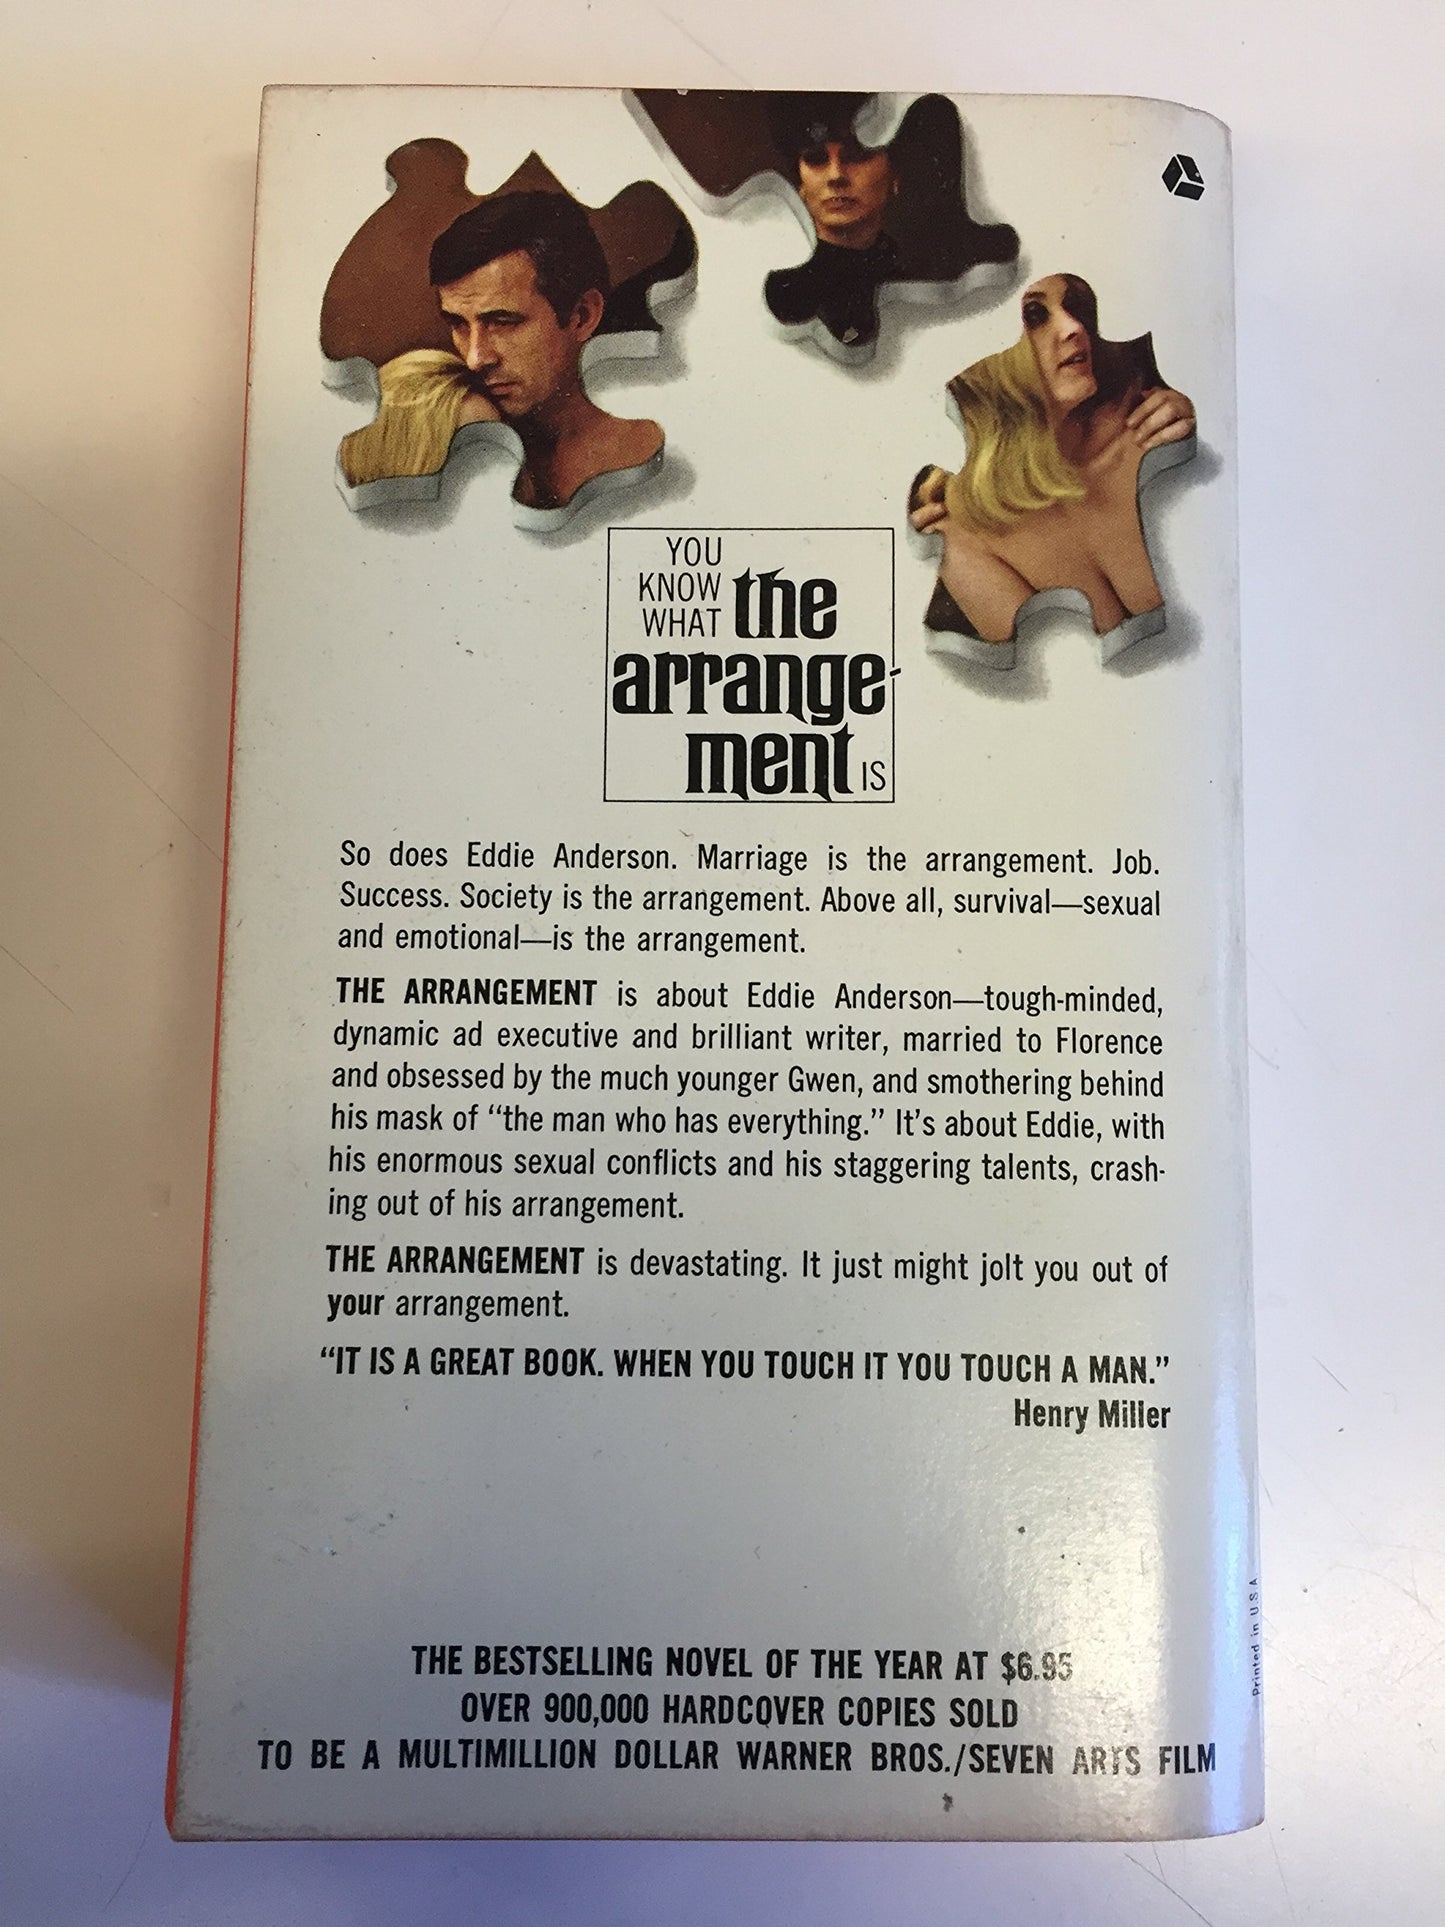 YOU
KNOW
WHAT the
arrange-
ment IS
So does Eddie Anderson. Marriage is the arrangement. Job.
Success. Society is the arrangement. Above all, survival—sexual
and emotional—is the arrangement.
THE ARRANGEMENT is about Eddie Anderson—tough-minded,
dynamic ad executive and brilliant writer, married to Florence
and obsessed by the much younger Gwen, and smothering behind
his mask of “the man who has everything.” It’s about Eddie, with
his enormous sexual conflicts and his staggering talents, crash-
ing out of his arrangement.
THE ARRANGEMENT is devastating. It just might jolt you out of
your arrangement.
“IT IS A GREAT BOOK. WHEN YOU TOUCH IT YOU TOUCH A MAN.”
Henry Miller
THE BESTSELLING NOVEL OF THE YEAR AT $6.95
OVER 900,000 HARDCOVER COPIES SOLD
TO BE A MULTIMILLION DOLLAR WARNER BROS./SEVEN ARTS FILM
Printed in U.S.A